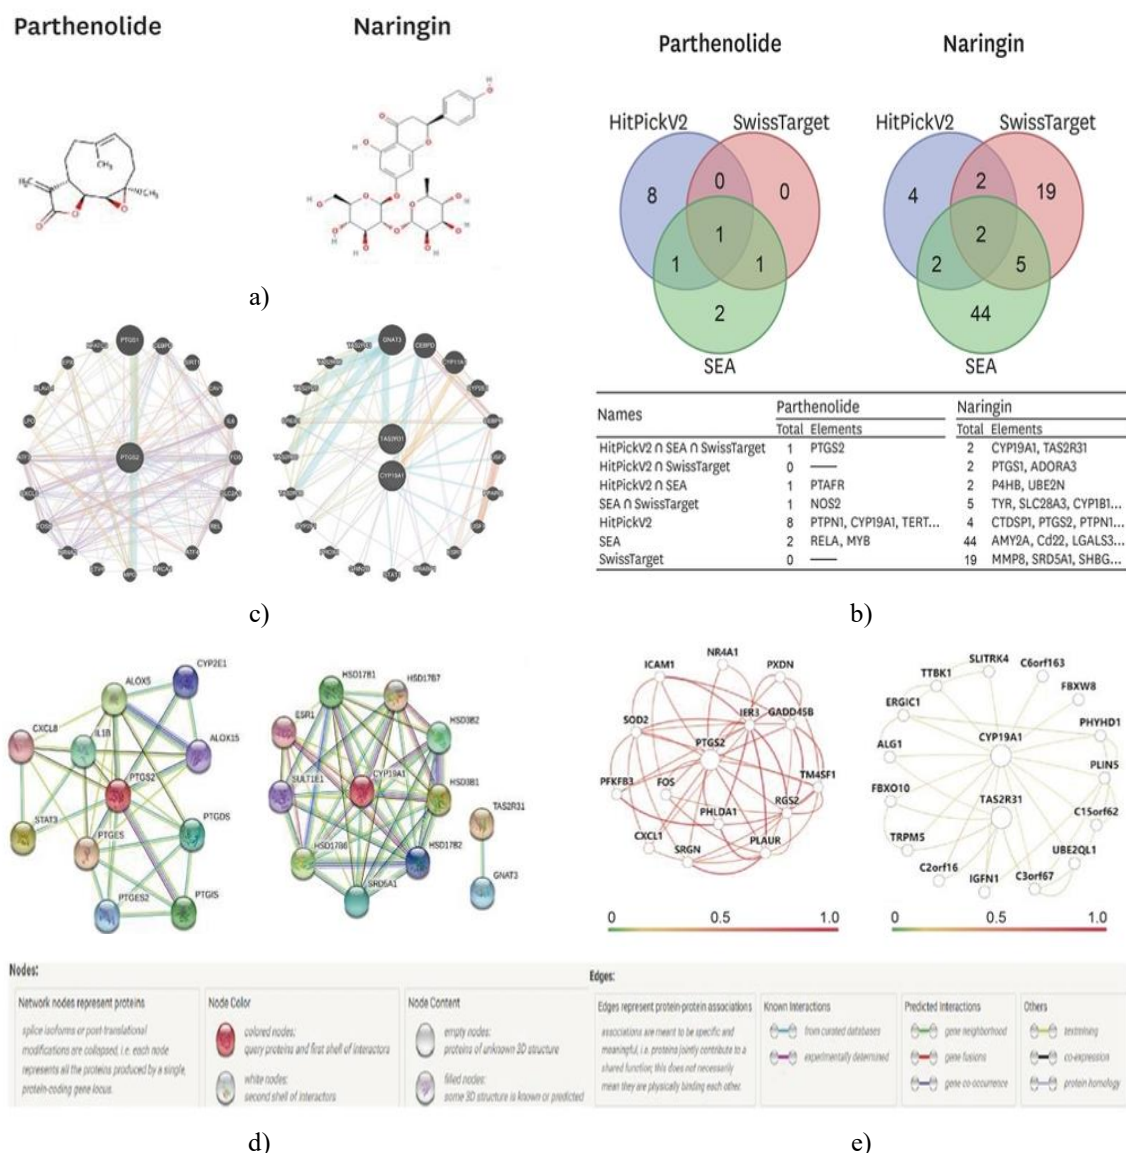 Parthenolide
Naringin
a)
b)
Parthenolide
Naringin
HitPickV2
SwissTarget
8
0
0
1
1
1
2
SEA
HitPickV2
SwissTarget
4
2
19
2
2
5
44
SEA
Names Parthenolide Naringin
Total Elements Total Elements
HitPickV2 ∩ SEA ∩ SwissTarget 1 PTGS2 2 CYP19A1, TAS2R31
HitPickV2 ∩ SwissTarget 0 — 2 PTGS1, ADORA3
HitPickV2 ∩ SEA 1 PTAFR 2 P4HB, UBE2N
SEA ∩ SwissTarget 1 NOS2 5 TYR, SLC28A3, CYP1B1...
HitPickV2 8 PTPN1, CYP19A1, TERT... 4 CTDSP1, PTGS2, PTPN1...
SEA 2 RELA, MYB 44 AMY2A, Cd22, LGALS3...
SwissTarget 0 — 19 MMP8, SRD5A1, SHBG...
b)
PTGS1
PTGS2
SIRT1
FOS
REL
GNAT3
CEBPD
TAS2R31
CYP19A1
c)
CYP2E1
ALOX5
CXCL8
IL1B
ALOX15
PTGS2
STAT3
PTGES
PTGDS
PTGES2
PTGIS
HSD17B1
HSD17B7
ESR1
HSD3B2
CYP19A1
SULT1E1
HSD3B1
TAS2R31
HSD17B6
HSD17B2
SRD5A1
GNAT3
d)
NR4A1
ICAM1
PXDN
IER3
GADD45B
SOD2
PTGS2
TM4SF1
PFKFB3
FOS
RGS2
PHLDA1
CXCL1
SRGN
PLAUR
0
0.5
1.0
SLITRK4
C6orf163
TTBK1
FBXW8
ERGIC1
PHYHD1
CYP19A1
ALG1
PLIN5
FBXO10
TAS2R31
C15orf62
TRPM5
UBE2QL1
C2orf16
IGFN1
C3orf67
0
0.5
1.0
Nodes:
Network nodes represent proteins
splice isoforms or post-translational
modifications are collapsed, i.e. each node
represents all the proteins produced by a single,
protein-coding gene locus.
Node Color
colored nodes:
query proteins and first shell of interactors
white nodes:
second shell of interactors
Node Content
empty nodes:
proteins of unknown 3D structure
filled nodes:
some 3D structure is known or predicted
Edges:
Edges represent protein-protein associations
associations are meant to be specific and
meaningful, i.e. proteins jointly contribute to a
shared function; this does not necessarily
mean they are physically binding each other.
Known Interactions
from curated databases
experimentally determined
Predicted Interactions
gene neighborhood
gene fusions
gene co-occurrence
Others
textmining
co-expression
protein homology
e)